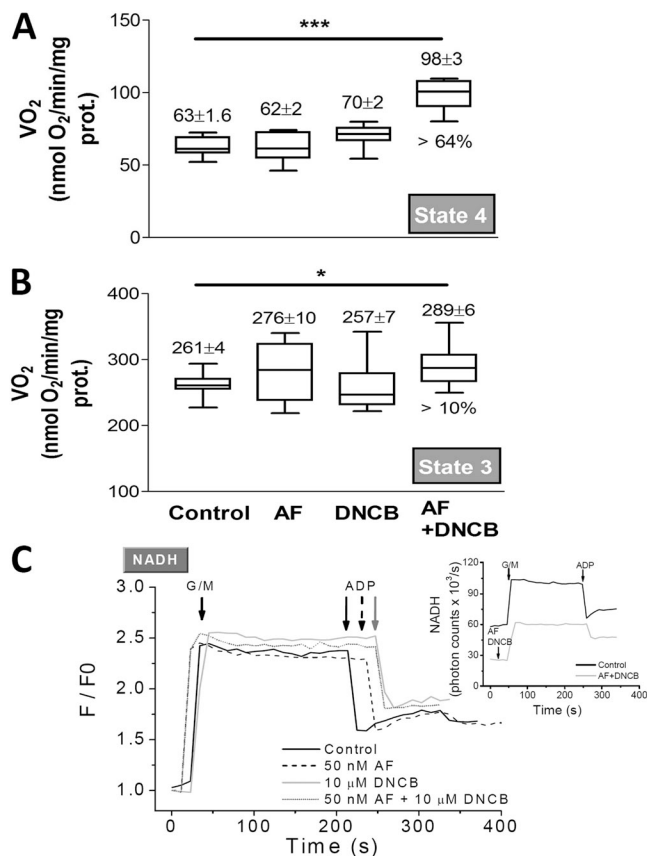 A
***
VO2
(nmol O2/min/mg
prot.)
150
100
50
0
63±1.6
62±2
70±2
98±3
> 64%
State 4
B
*
VO2
(nmol O2/min/mg
prot.)
400
300
200
100
261±4
276±10
257±7
289±6
> 10%
State 3
Control
AF
DNCB
AF
+DNCB
C
NADH
G/M
ADP
F / F0
3.0
2.5
2.0
1.5
1.0
0
100
200
300
400
Time (s)
Control
50 nM AF
10 µM DNCB
50 nM AF + 10 µM DNCB
NADH
(photon counts x 10³/s)
150
120
90
60
30
0
G/M
ADP
AF
DNCB
Control
AF+DNCB
0
100
200
300
400
Time (s)